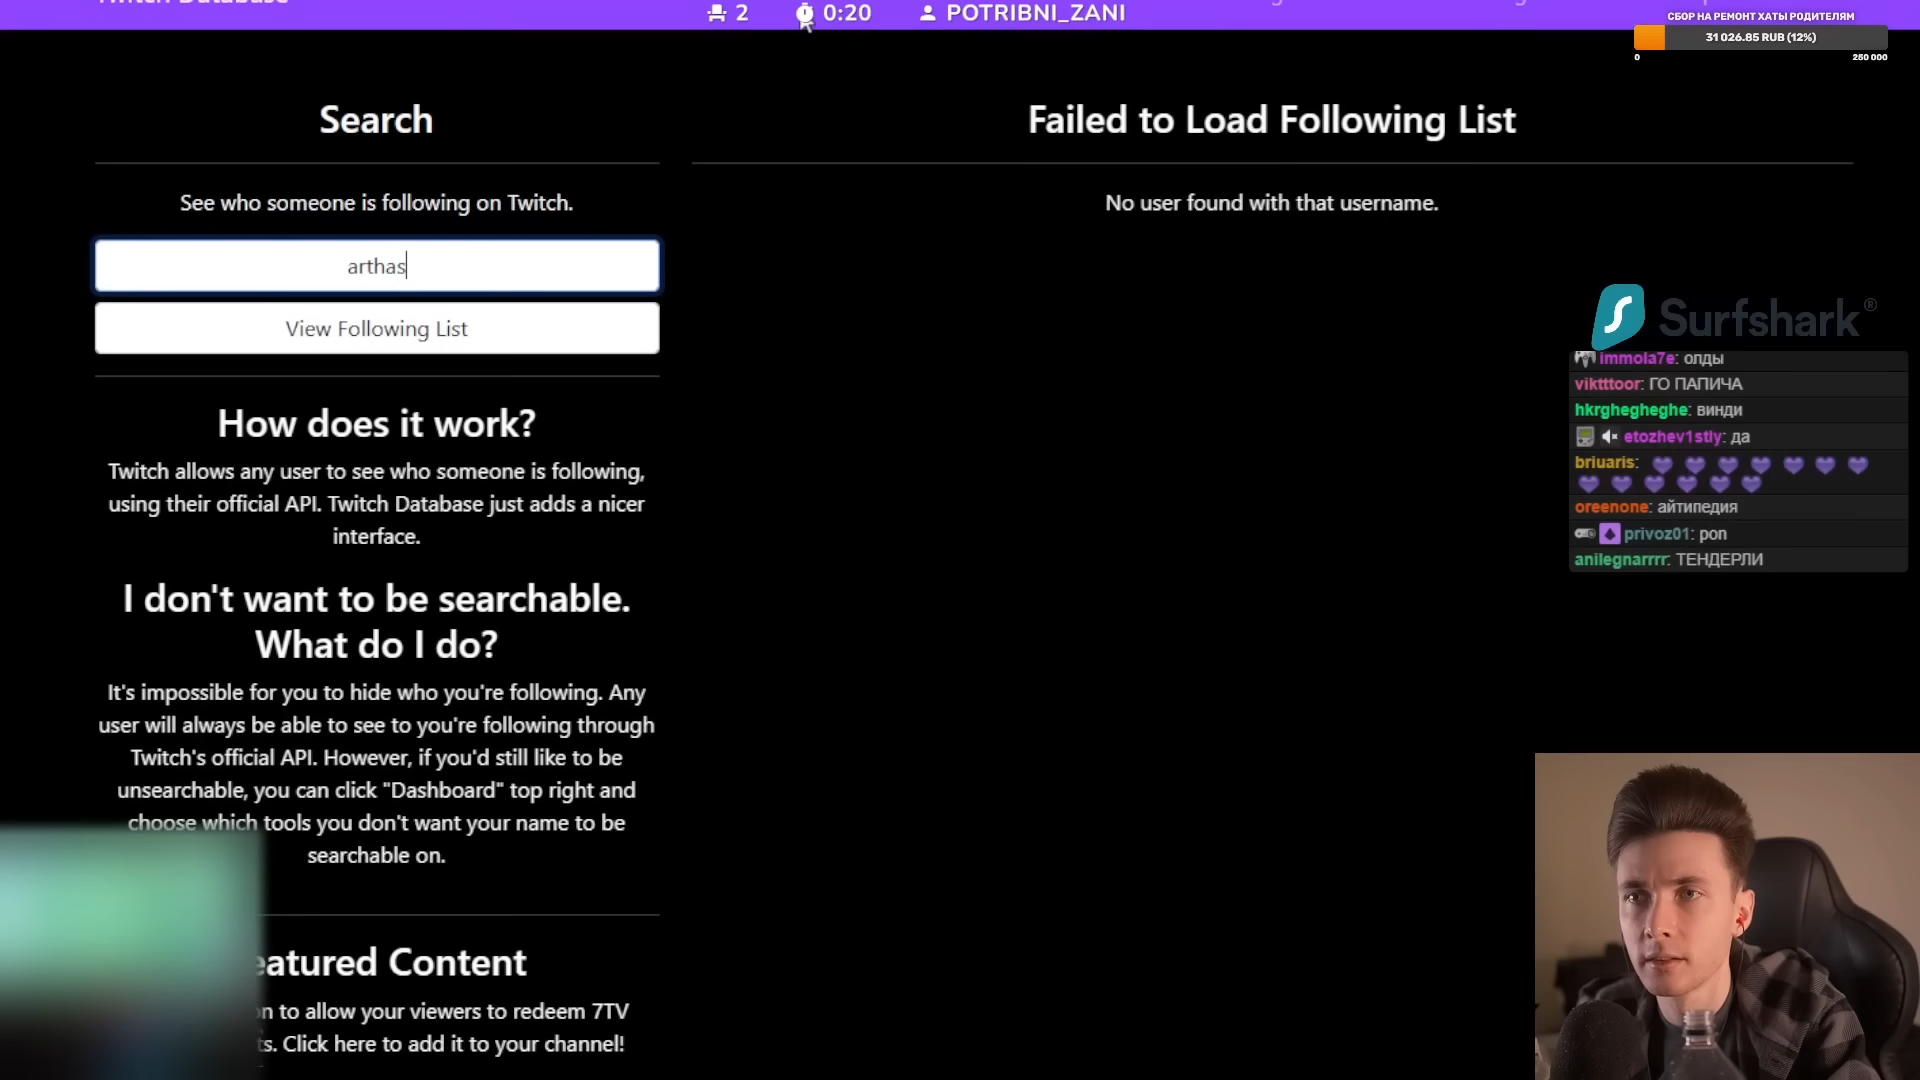 2 0:20 POTRIBNI_ZANI
СБОР НА РЕМОНТ ХАТЫ РОДИТЕЛЯМ
31 026.85 RUB (12%)
0 250 000
Search
See who someone is following on Twitch.
arthas
View Following List
How does it work?
Twitch allows any user to see who someone is following,
using their official API. Twitch Database just adds a nicer
interface.
I don't want to be searchable.
What do I do?
It's impossible for you to hide who you're following. Any
user will always be able to see to you're following through
Twitch's official API. However, if you'd still like to be
unsearchable, you can click "Dashboard" top right and
choose which tools you don't want your name to be
searchable on.
eatured Content
on to allow your viewers to redeem 7TV
ts. Click here to add it to your channel!
Failed to Load Following List
No user found with that username.
Surfshark®
immola7e: олды
viktttoor: ГО ПАПИЧА
hkrghegheghe: винди
etozhev1stly: да
briuaris:
oreenone: айтипедия
privoz01: pon
anilegnarrrr: ТЕНДЕРЛИ